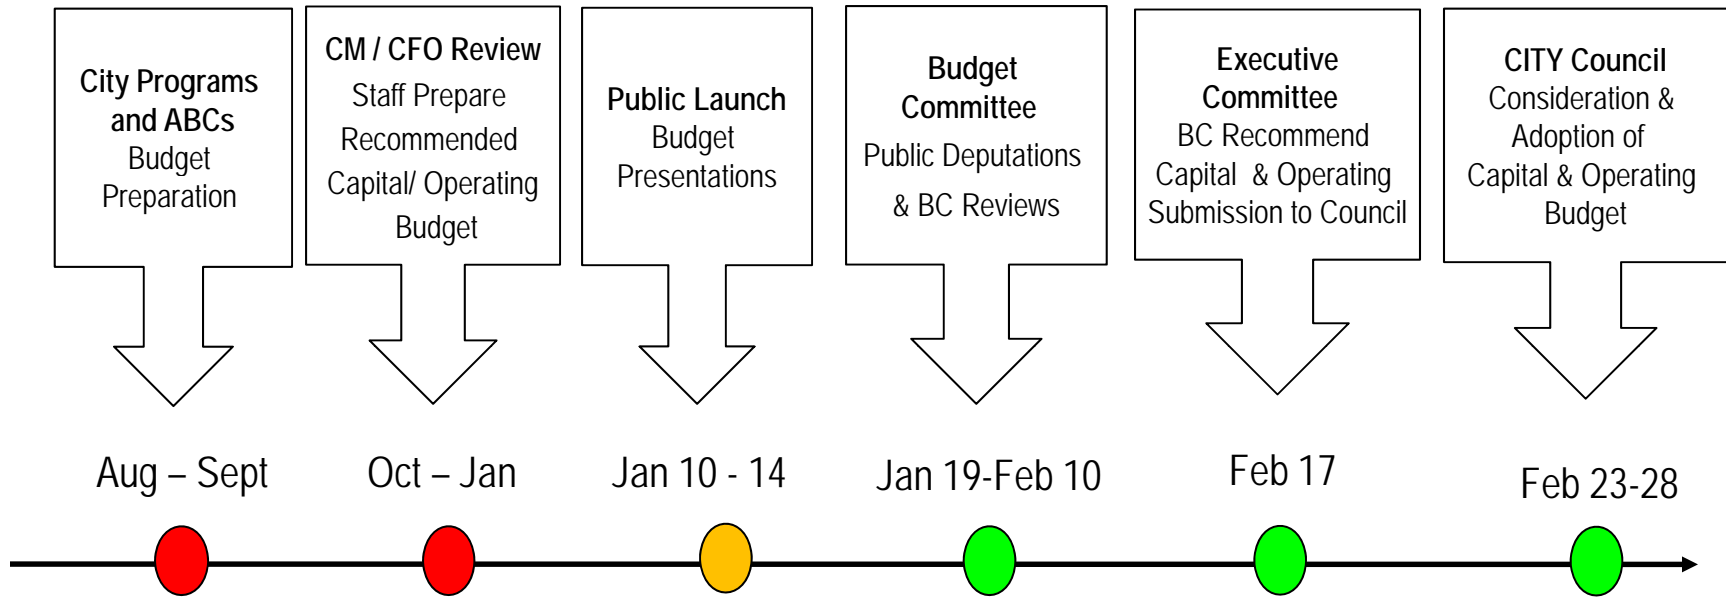 City Programs
and ABCs
Budget
Preparation
CM / CFO Review
Staff Prepare
Recommended
Capital/ Operating
Budget
Public Launch
Budget
Presentations
Budget
Committee
Public Deputations
& BC Reviews
Executive
Committee
BC Recommend
Capital & Operating
Submission to Council
CITY Council
Consideration &
Adoption of
Capital & Operating
Budget
Aug – Sept
Oct – Jan
Jan 10 - 14
Jan 19-Feb 10
Feb 17
Feb 23-28